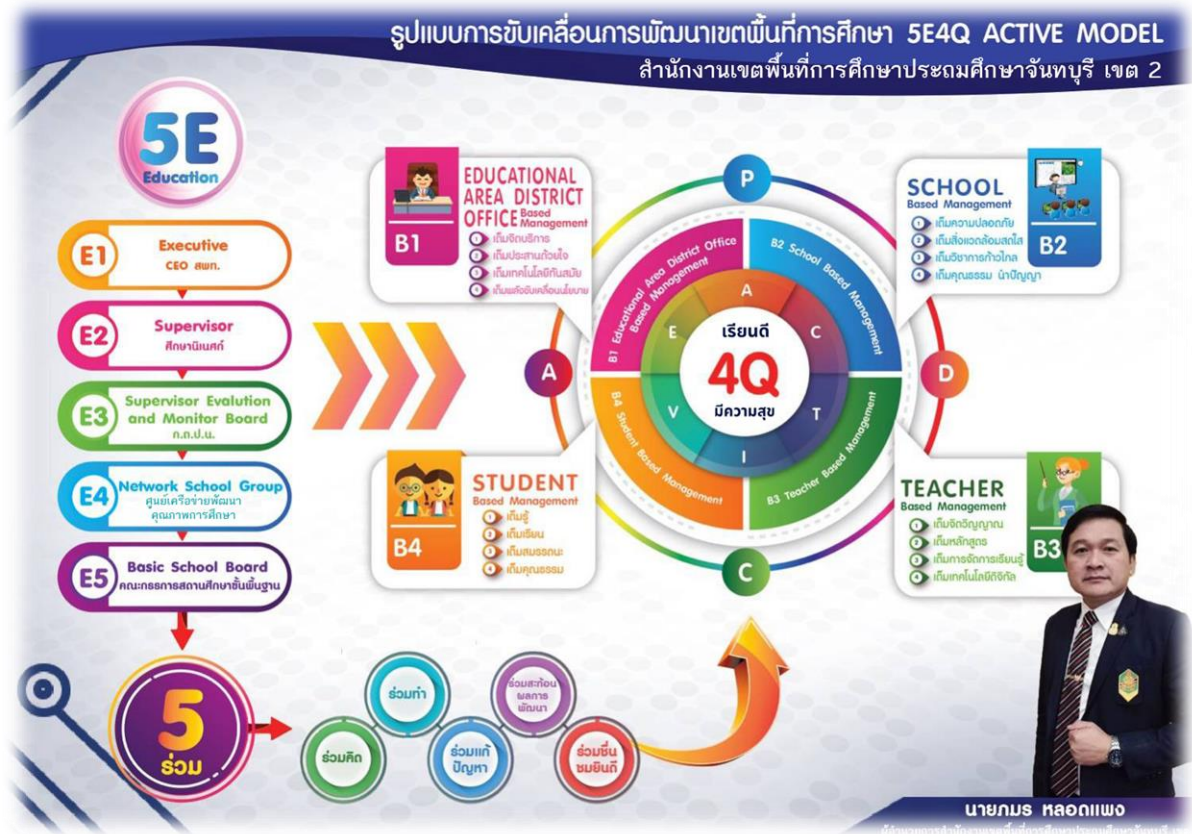 รูปแบบการขับเคลื่อนการพัฒนาเขตพื้นที่การศึกษา 5E4Q ACTIVE MODEL
สำนักงานเขตพื้นที่การศึกษาประถมศึกษาจันทบุรี เขต 2
5E
Education
E1
Executive
CEO สพท.
E2
Supervisor
ศึกษานิเทศก์
E3
Supervisor Evalution
and Monitor Board
ก.ต.ป.น.
E4
Network School Group
ศูนย์เครือข่ายพัฒนา
คุณภาพการศึกษา
E5
Basic School Board
คณะกรรการสถานศึกษาขั้นพื้นฐาน
5
ร่วม
ร่วมคิด
ร่วมทำ
ร่วมแก้
ปัญหา
ร่วมสะท้อน
ผลการ
พัฒนา
ร่วมชื่น
ชมยินดี
B1
EDUCATIONAL
AREA DISTRICT
OFFICE Based
Management
1 เต็มจิตบริการ
2 เต็มประสานด้วยใจ
3 เต็มเทคโนโลยีทันสมัย
4 เต็มพลังขับเคลื่อนนโยบาย
SCHOOL
Based Management
1 เต็มความปลอดภัย
2 เต็มสิ่งแวดล้อมสดใส
3 เต็มวิชาการก้าวไกล
4 เต็มคุณธรรม นำปัญญา
B2
P
D
C
A
B1 Educational Area District Office
Based Management
B2 School Based Management
B3 Teacher Based Management
B4 Student Based Management
A
C
T
I
V
E
เรียนดี
4Q
มีความสุข
B4
STUDENT
Based Management
1 เต็มรู้
2 เต็มเรียน
3 เต็มสมรรถนะ
4 เต็มคุณธรรม
TEACHER
Based Management
1 เต็มจิตวิญญาณ
2 เต็มหลักสูตร
3 เต็มการจัดการเรียนรู้
4 เต็มเทคโนโลยีดิจิทัล
B3
นายภมร หลอดแพง